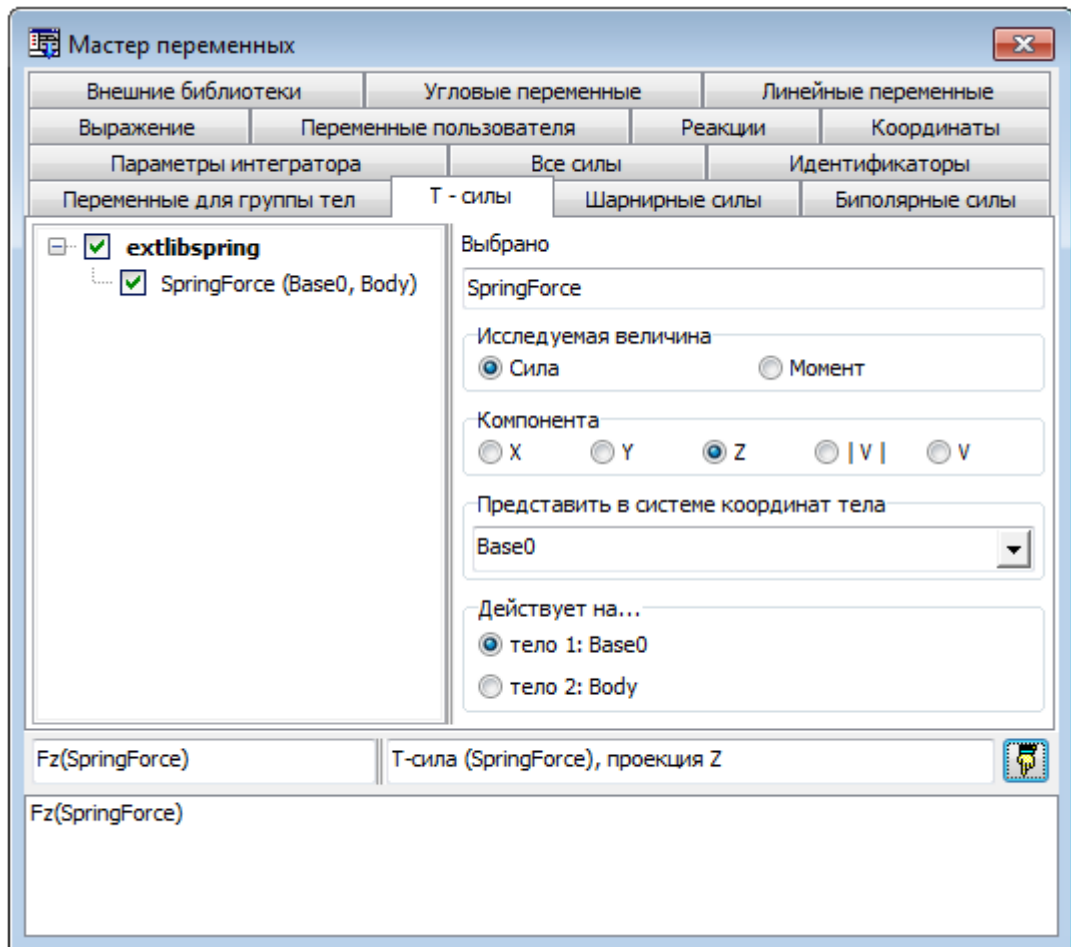 Мастер переменных
Внешние библиотеки Угловые переменные Линейные переменные
Выражение Переменные пользователя Реакции Координаты
Параметры интегратора Все силы Идентификаторы
Переменные для группы тел Т - силы Шарнирные силы Биполярные силы
extlibspring
SpringForce (Base0, Body)
Выбрано
SpringForce
Исследуемая величина
Сила Момент
Компонента
X Y Z | V | V
Представить в системе координат тела
Base0
Действует на...
тело 1: Base0
тело 2: Body
Fz(SpringForce) Т-сила (SpringForce), проекция Z
Fz(SpringForce)